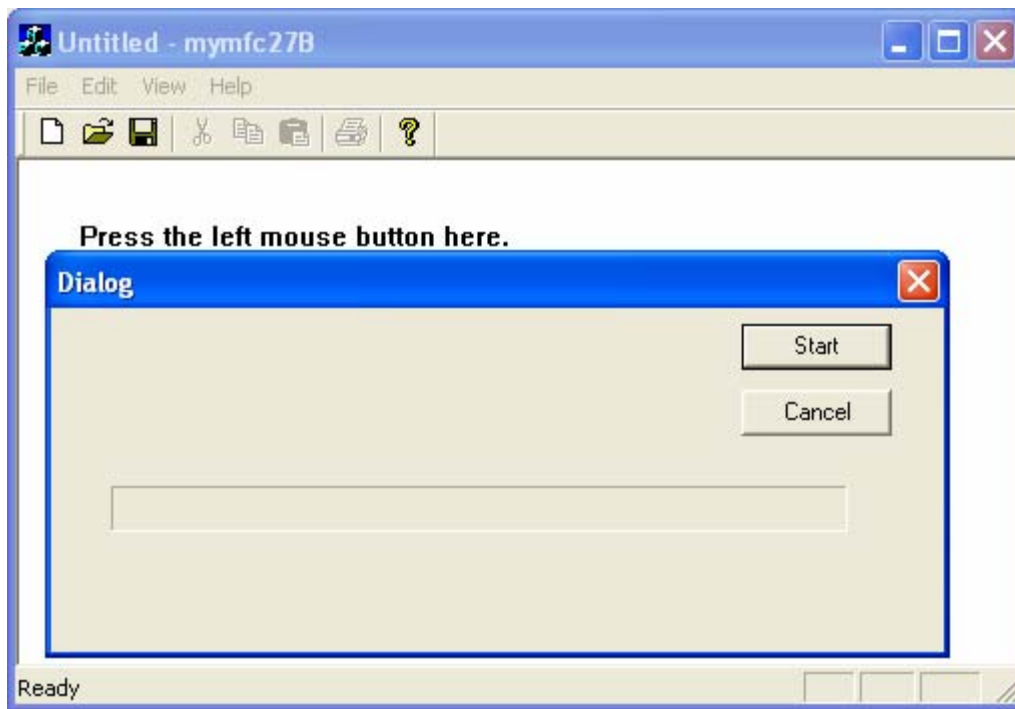 Untitled - mymfc27B
File Edit View Help
Press the left mouse button here.
Dialog
Start
Cancel
Ready